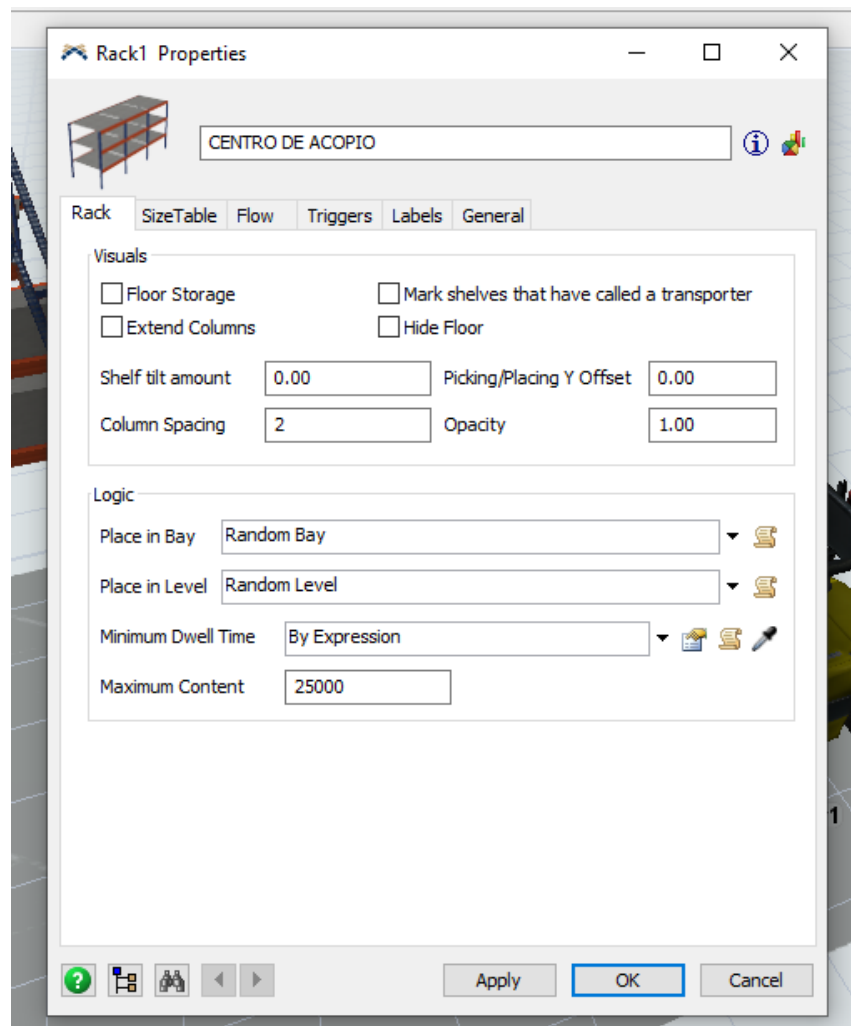 Rack1 Properties
CENTRO DE ACOPIO
Rack SizeTable Flow Triggers Labels General
Visuals
Floor Storage Mark shelves that have called a transporter
Extend Columns Hide Floor
Shelf tilt amount 0.00 Picking/Placing Y Offset 0.00
Column Spacing 2 Opacity 1.00
Logic
Place in Bay Random Bay
Place in Level Random Level
Minimum Dwell Time By Expression
Maximum Content 25000
1
Apply OK Cancel